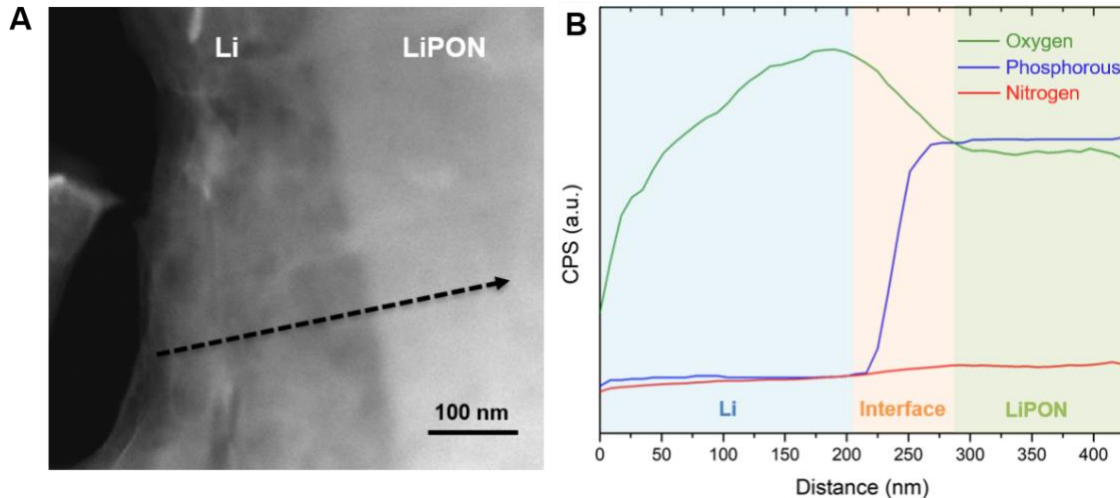 A
Li
LiPON
100 nm
B
Oxygen
Phosphorous
Nitrogen
CPS (a.u.)
Li
Interface
LiPON
0 50 100 150 200 250 300 350 400
Distance (nm)